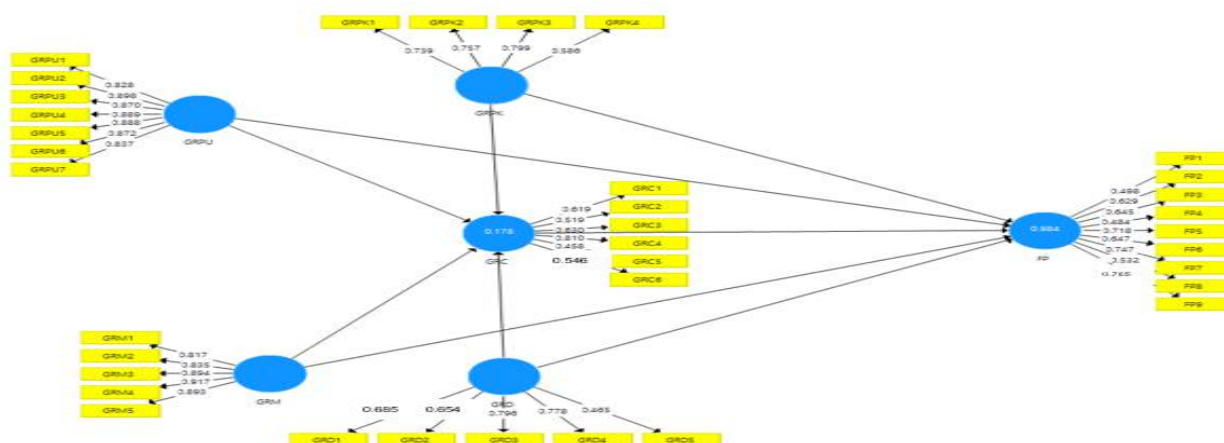 GRPK1 GRPK2 GRPK3 GRPK4
0.739 0.757 0.799 0.586
GRPK
GRPU1
GRPU2
GRPU3
GRPU4
GRPU5
GRPU6
GRPU7
0.828
0.898
0.870
0.889
0.888
0.872
0.837
GRPU
GRC1
GRC2
GRC3
GRC4
GRC5
GRC6
0.619
0.519
0.630
0.810
0.458
0.546
0.178
GRC
FP1
FP2
FP3
FP4
FP5
FP6
FP7
FP8
FP9
0.498
0.629
0.645
0.484
0.718
0.647
0.747
0.532
0.765
FP
GRM1
GRM2
GRM3
GRM4
GRM5
0.817
0.835
0.894
0.917
0.893
GRM
GRD
0.685 0.654 0.796 0.778 0.465
GRD1 GRD2 GRD3 GRD4 GRD5